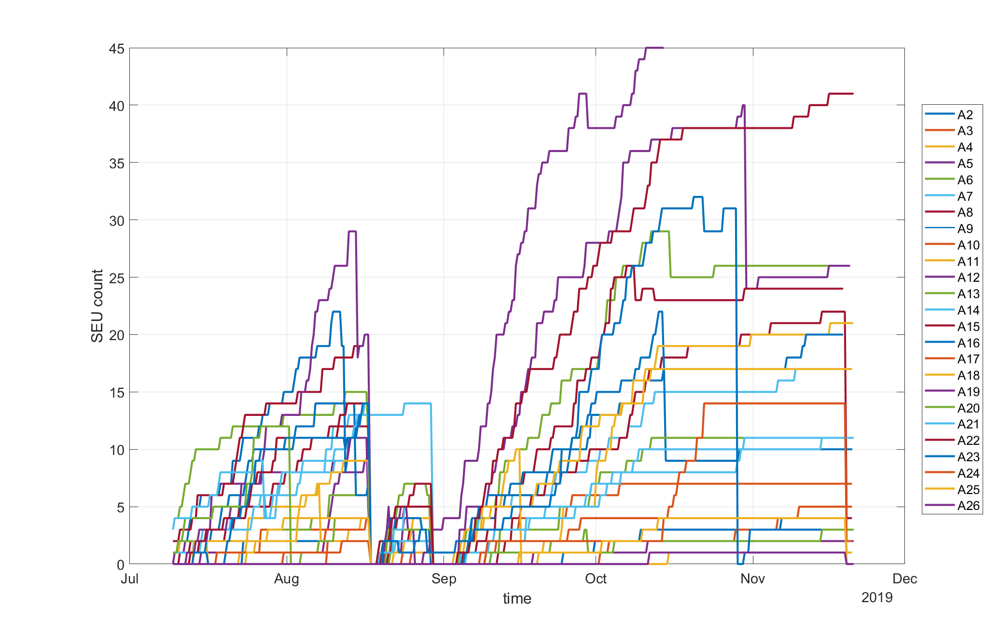 45
40
35
30
25
20
15
10
5
0
SEU count
Jul Aug Sep Oct Nov Dec
time
2019
A2
A3
A4
A5
A6
A7
A8
A9
A10
A11
A12
A13
A14
A15
A16
A17
A18
A19
A20
A21
A22
A23
A24
A25
A26